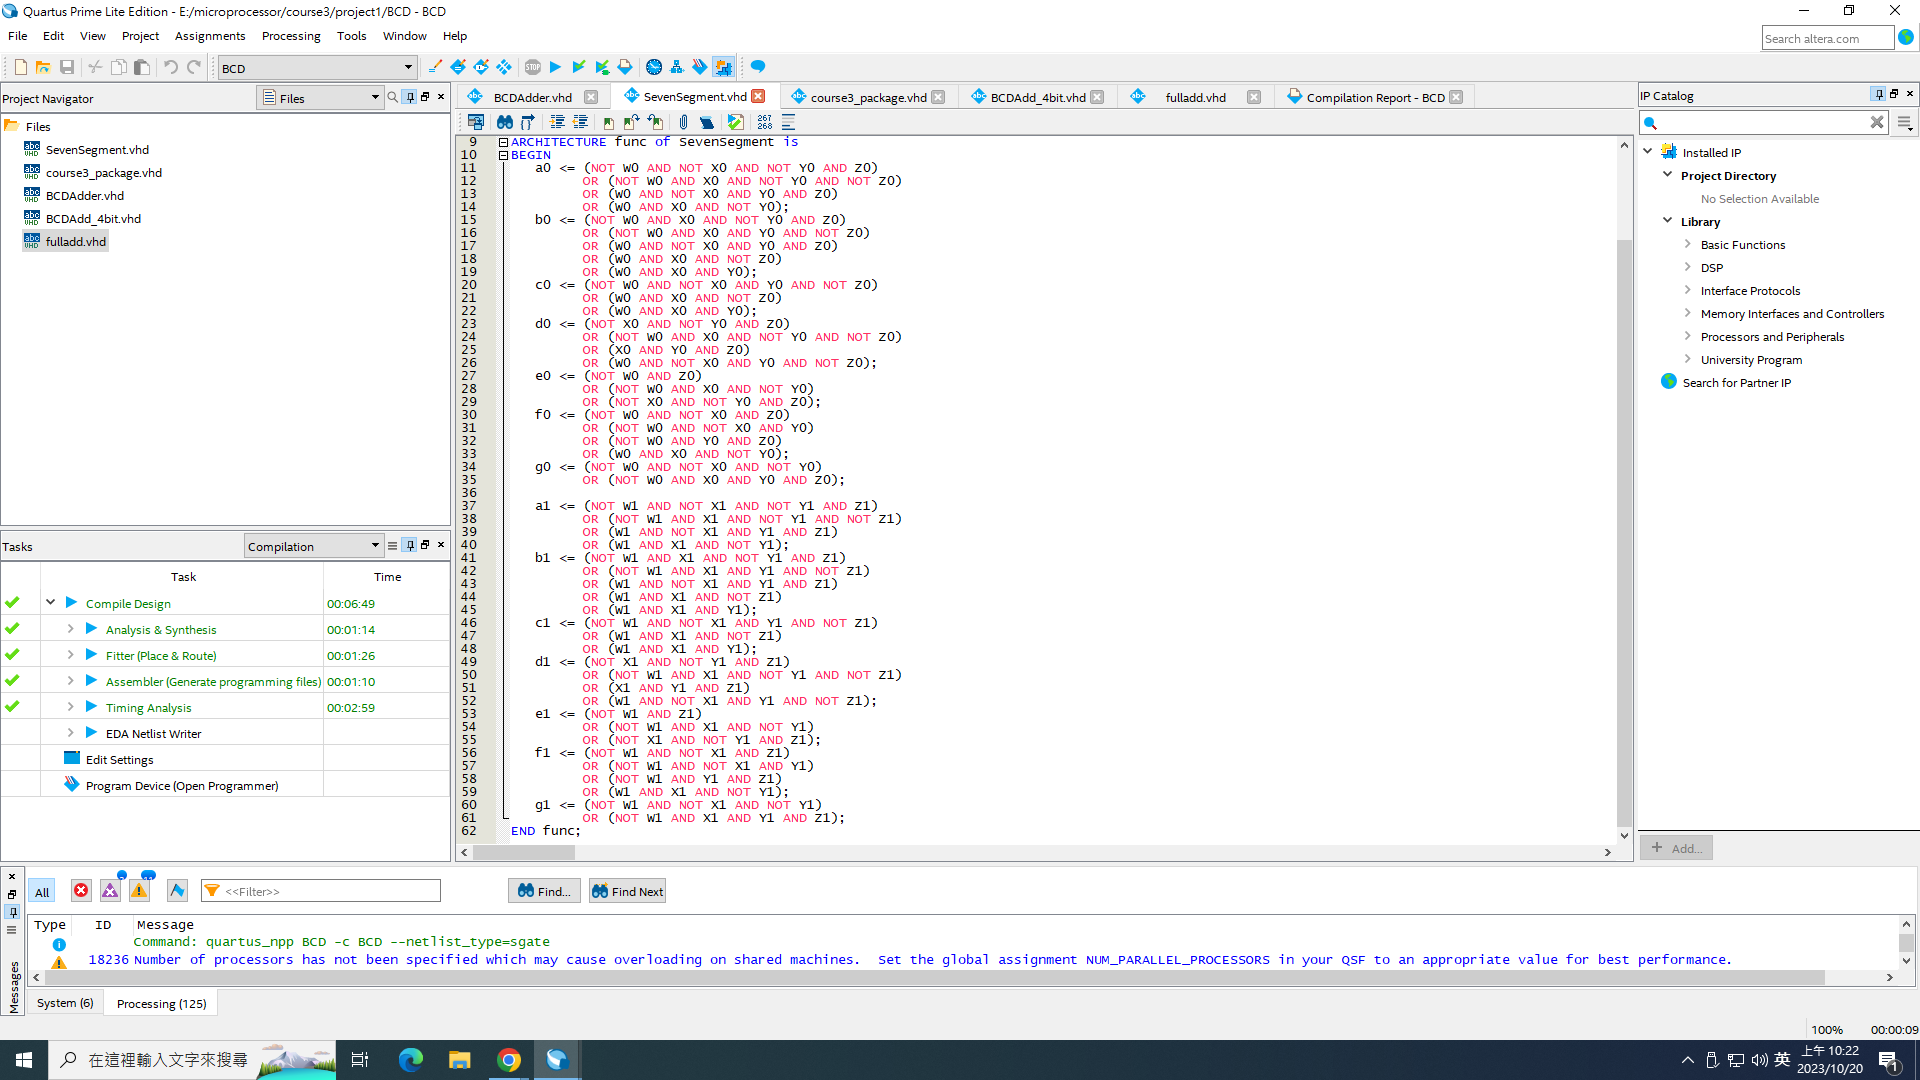 Quartus Prime Lite Edition - E:/microprocessor/course3/project1/BCD - BCD
File Edit View Project Assignments Processing Tools Window Help
Search altera.com
BCD
Project Navigator
Files
Files
SevenSegment.vhd
course3_package.vhd
BCDAdder.vhd
BCDAdd_4bit.vhd
fulladd.vhd
Tasks
Compilation
Task Time
Compile Design 00:06:49
Analysis & Synthesis 00:01:14
Fitter (Place & Route) 00:01:26
Assembler (Generate programming files) 00:01:10
Timing Analysis 00:02:59
EDA Netlist Writer
Edit Settings
Program Device (Open Programmer)
BCDAdder.vhd SevenSegment.vhd course3_package.vhd BCDAdd_4bit.vhd fulladd.vhd Compilation Report - BCD
267
268
9 ARCHITECTURE func of SevenSegment is
10 BEGIN
11 a0 <= (NOT W0 AND NOT X0 AND NOT Y0 AND Z0)
12 OR (NOT W0 AND X0 AND NOT Y0 AND NOT Z0)
13 OR (W0 AND NOT X0 AND Y0 AND Z0)
14 OR (W0 AND X0 AND NOT Y0);
15 b0 <= (NOT W0 AND X0 AND NOT Y0 AND Z0)
16 OR (NOT W0 AND X0 AND Y0 AND NOT Z0)
17 OR (W0 AND NOT X0 AND Y0 AND Z0)
18 OR (W0 AND X0 AND NOT Z0)
19 OR (W0 AND X0 AND Y0);
20 c0 <= (NOT W0 AND NOT X0 AND Y0 AND NOT Z0)
21 OR (W0 AND X0 AND NOT Z0)
22 OR (W0 AND X0 AND Y0);
23 d0 <= (NOT X0 AND NOT Y0 AND Z0)
24 OR (NOT W0 AND X0 AND NOT Y0 AND NOT Z0)
25 OR (X0 AND Y0 AND Z0)
26 OR (W0 AND NOT X0 AND Y0 AND NOT Z0);
27 e0 <= (NOT W0 AND Z0)
28 OR (NOT W0 AND X0 AND NOT Y0)
29 OR (NOT X0 AND NOT Y0 AND Z0);
30 f0 <= (NOT W0 AND NOT X0 AND Z0)
31 OR (NOT W0 AND NOT X0 AND Y0)
32 OR (NOT W0 AND Y0 AND Z0)
33 OR (W0 AND X0 AND NOT Y0);
34 g0 <= (NOT W0 AND NOT X0 AND NOT Y0)
35 OR (NOT W0 AND X0 AND Y0 AND Z0);
36
37 a1 <= (NOT W1 AND NOT X1 AND NOT Y1 AND Z1)
38 OR (NOT W1 AND X1 AND NOT Y1 AND NOT Z1)
39 OR (W1 AND NOT X1 AND Y1 AND Z1)
40 OR (W1 AND X1 AND NOT Y1);
41 b1 <= (NOT W1 AND X1 AND NOT Y1 AND Z1)
42 OR (NOT W1 AND X1 AND Y1 AND NOT Z1)
43 OR (W1 AND NOT X1 AND Y1 AND Z1)
44 OR (W1 AND X1 AND NOT Z1)
45 OR (W1 AND X1 AND Y1);
46 c1 <= (NOT W1 AND NOT X1 AND Y1 AND NOT Z1)
47 OR (W1 AND X1 AND NOT Z1)
48 OR (W1 AND X1 AND Y1);
49 d1 <= (NOT X1 AND NOT Y1 AND Z1)
50 OR (NOT W1 AND X1 AND NOT Y1 AND NOT Z1)
51 OR (X1 AND Y1 AND Z1)
52 OR (W1 AND NOT X1 AND Y1 AND NOT Z1);
53 e1 <= (NOT W1 AND Z1)
54 OR (NOT W1 AND X1 AND NOT Y1)
55 OR (NOT X1 AND NOT Y1 AND Z1);
56 f1 <= (NOT W1 AND NOT X1 AND Z1)
57 OR (NOT W1 AND NOT X1 AND Y1)
58 OR (NOT W1 AND Y1 AND Z1)
59 OR (W1 AND X1 AND NOT Y1);
60 g1 <= (NOT W1 AND NOT X1 AND NOT Y1)
61 OR (NOT W1 AND X1 AND Y1 AND Z1);
62 END func;
IP Catalog
Installed IP
Project Directory
No Selection Available
Library
Basic Functions
DSP
Interface Protocols
Memory Interfaces and Controllers
Processors and Peripherals
University Program
Search for Partner IP
+ Add...
All <<Filter>> Find... Find Next
Type ID Message
Command: quartus_npp BCD -c BCD --netlist_type=sgate
18236 Number of processors has not been specified which may cause overloading on shared machines. Set the global assignment NUM_PARALLEL_PROCESSORS in your QSF to an appropriate value for best performance.
Messages
System (6) Processing (125)
100% 00:00:09
在這裡輸入文字來搜尋
英
上午 10:22
2023/10/20
1